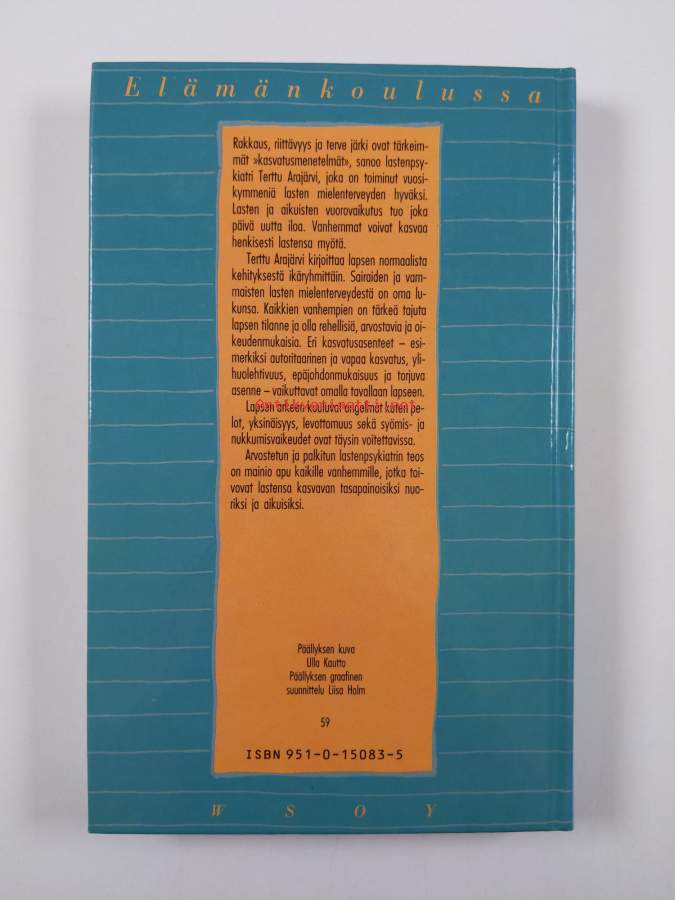 Elämänkoulussa
Rakkaus, riittävyys ja terve järki ovat tärkeim-
mät »kasvatusmenetelmät», sanoo lastenpsy-
kiatri Terttu Arajärvi, joka on toiminut vuosi-
kymmeniä lasten mielenterveyden hyväksi.
Lasten ja aikuisten vuorovaikutus tuo joka
päivä uutta iloa. Vanhemmat voivat kasvaa
henkisesti lastensa myötä.
Terttu Arajärvi kirjoittaa lapsen normaalista
kehityksestä ikäryhmittäin. Sairaiden ja vam-
maisten lasten mielenterveydestä on oma lu-
kunsa. Kaikkien vanhempien on tärkeä tajuta
lapsen tilanne ja olla rehellisiä, arvostavia ja oi-
keudenmukaisia. Eri kasvatusasenteet – esi-
merkiksi autoritaarinen ja vapaa kasvatus, yli-
huolehtivuus, epäjohdonmukaisuus ja torjuva
asenne – vaikuttavat omalla tavallaan lapseen.
Antikvariaatti.net
Lapsen arkeen kuuluvat ongelmat kuten pe-
lot, yksinäisyys, levottomuus sekä syömis- ja
nukkumisvaikeudet ovat täysin voitettavissa.
Arvostetun ja palkitun lastenpsykiatrin teos
on mainio apu kaikille vanhemmille, jotka toi-
vovat lastensa kasvavan tasapainoisiksi nuo-
riksi ja aikuisiksi.
Päällyksen kuva
Ulla Kautto
Päällyksen graafinen
suunnittelu Liisa Holm
59
ISBN 951-0-15083-5
WSOY